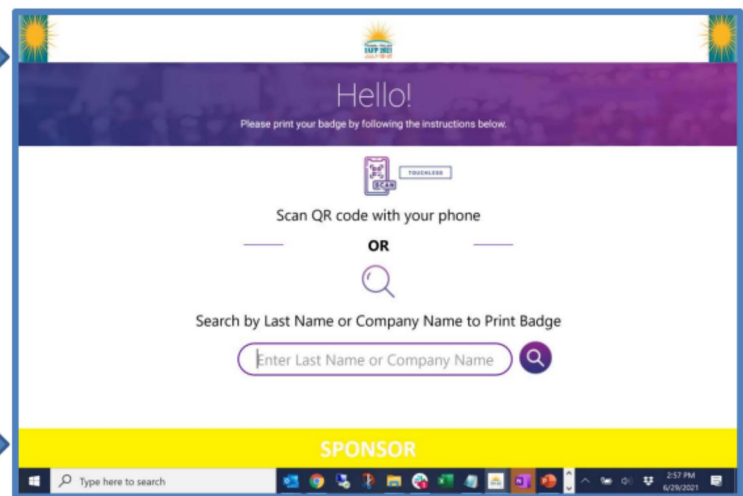 IAFP 2021
Hello!
Please print your badge by following the instructions below.
SCAN
TOUCHLESS
Scan QR code with your phone
OR
Search by Last Name or Company Name to Print Badge
Enter Last Name or Company Name
SPONSOR
Type here to search
2:57 PM
6/29/2021